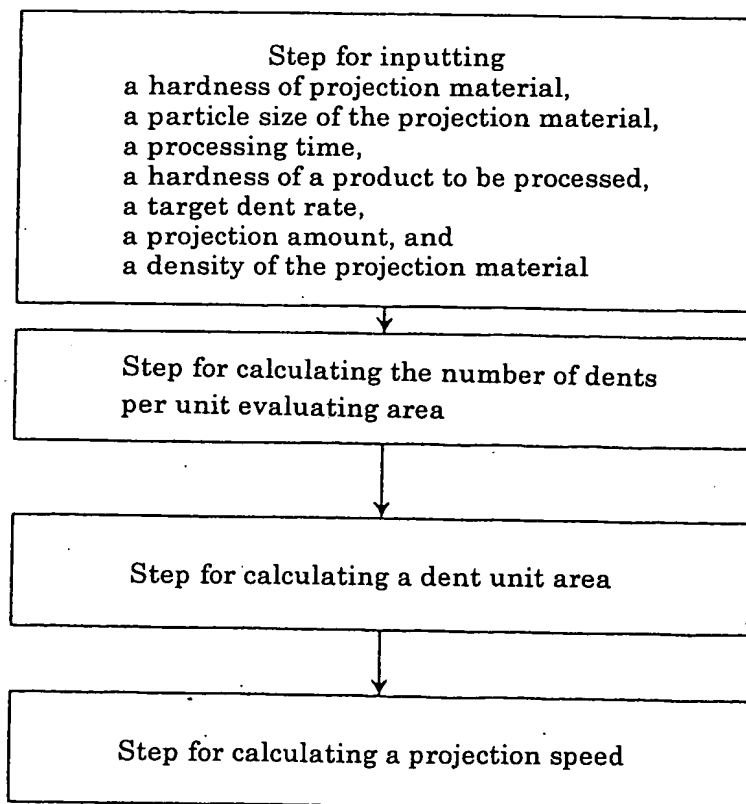 Step for inputting
a hardness of projection material,
a particle size of the projection material,
a processing time,
a hardness of a product to be processed,
a target dent rate,
a projection amount, and
a density of the projection material
Step for calculating the number of dents
per unit evaluating area
Step for calculating a dent unit area
Step for calculating a projection speed